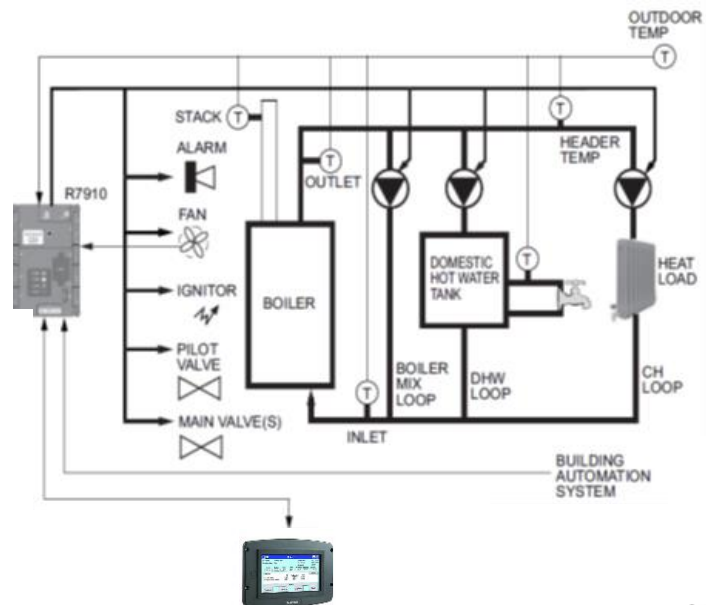 OUTDOOR
TEMP
T
STACK
T
ALARM
R7910
FAN
IGNITOR
PILOT
VALVE
MAIN VALVE(S)
BOILER
T
OUTLET
T
HEADER
TEMP
DOMESTIC
HOT WATER
TANK
T
HEAT
LOAD
BOILER
MIX
LOOP
DHW
LOOP
CH
LOOP
T
INLET
BUILDING
AUTOMATION
SYSTEM